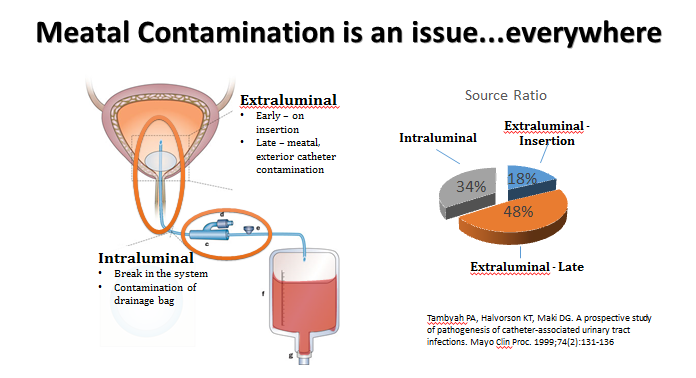 Meatal Contamination is an issue...everywhere
Extraluminal
• Early – on
insertion
• Late – meatal,
exterior catheter
contamination
d
e
c
Intraluminal
• Break in the system
• Contamination of
drainage bag
f
g
Source Ratio
Intraluminal
Extraluminal -
Insertion
34%
18%
48%
Extraluminal - Late
Tambyah PA, Halvorson KT, Maki DG. A prospective study
of pathogenesis of catheter-associated urinary tract
infections. Mayo Clin Proc. 1999;74(2):131-136